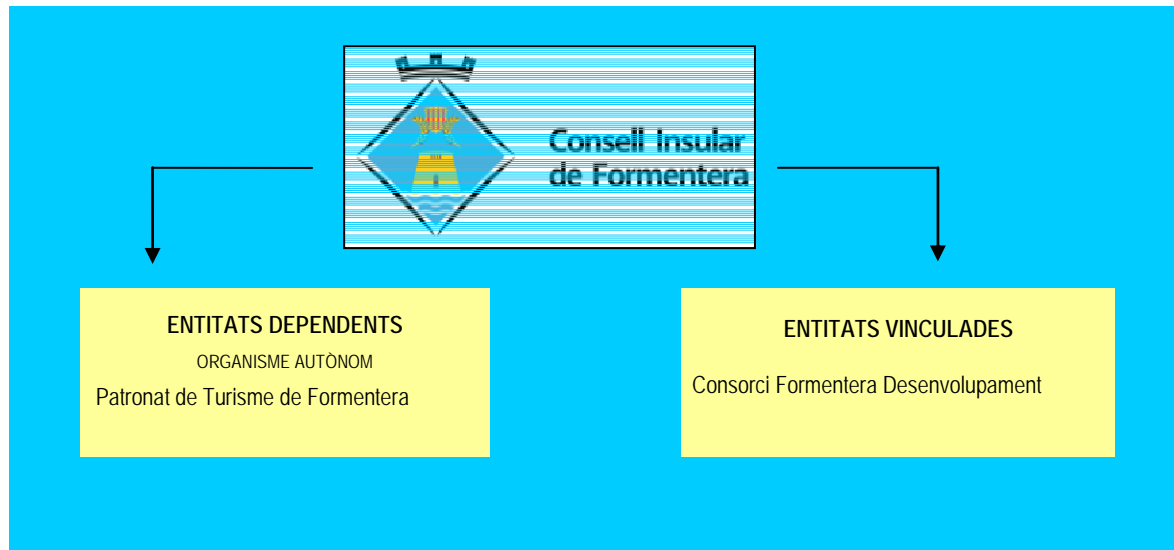 Consell Insular
de Formentera
ENTITATS DEPENDENTS
ORGANISME AUTÒNOM
Patronat de Turisme de Formentera
ENTITATS VINCULADES
Consorci Formentera Desenvolupament